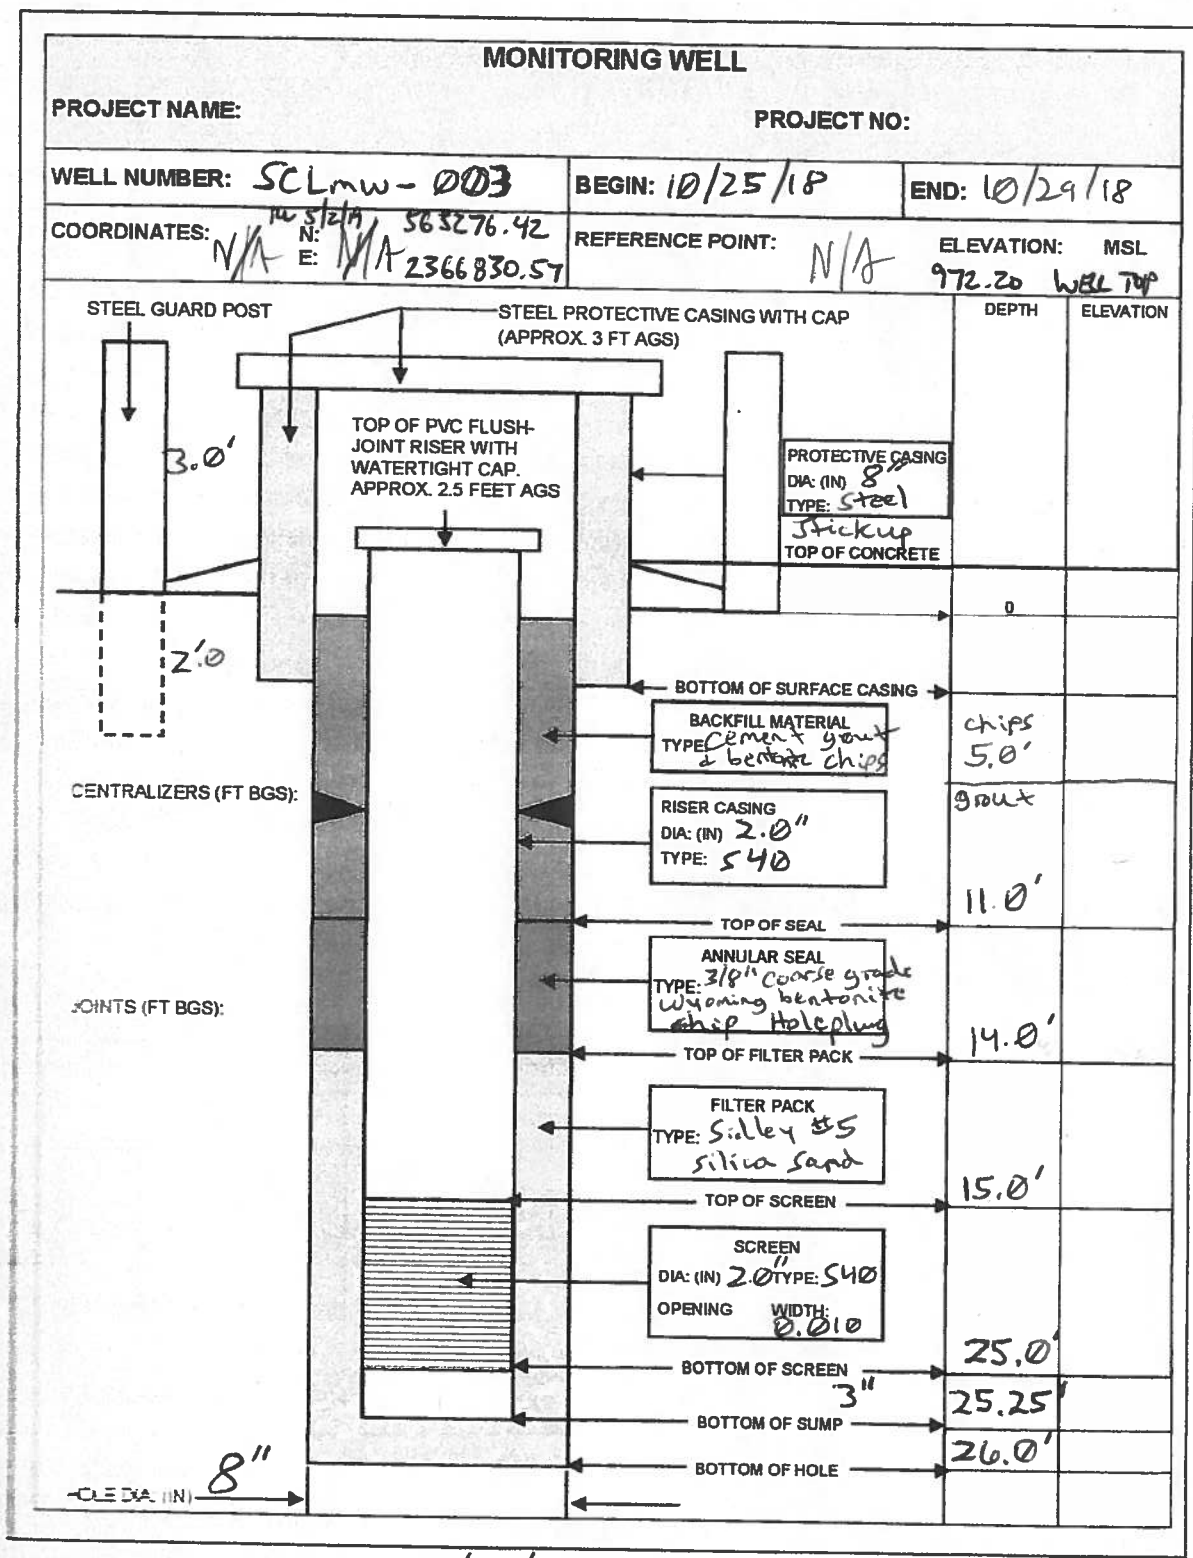 MONITORING WELL
PROJECT NAME:
PROJECT NO:
WELL NUMBER: SCLmw-003
BEGIN: 10/25/18
END: 10/29/18
COORDINATES: N/A
5/2/19
N: N/A 563276.42
E: 2366830.57
REFERENCE POINT: N/A
ELEVATION: MSL
972.20 WELL TOP
DEPTH
ELEVATION
STEEL GUARD POST
STEEL PROTECTIVE CASING WITH CAP
(APPROX. 3 FT AGS)
3.0'
TOP OF PVC FLUSH-
JOINT RISER WITH
WATERTIGHT CAP.
APPROX. 2.5 FEET AGS
PROTECTIVE CASING
DIA: (IN) 8"
TYPE: Steel
Stickup
TOP OF CONCRETE
0
2'.0
BOTTOM OF SURFACE CASING
BACKFILL MATERIAL
TYPE: Cement grout
& bentonite chips
chips
5.0'
grout
CENTRALIZERS (FT BGS):
RISER CASING
DIA: (IN) 2.0"
TYPE: S40
11.0'
TOP OF SEAL
ANNULAR SEAL
TYPE: 3/8" coarse grade
Wyoming bentonite
chip Holeplug
JOINTS (FT BGS):
14.0'
TOP OF FILTER PACK
FILTER PACK
TYPE: Sidley #5
silica sand
15.0'
TOP OF SCREEN
SCREEN
DIA: (IN) 2.0" TYPE: S40
OPENING WIDTH:
0.010
25.0'
BOTTOM OF SCREEN
3"
25.25'
BOTTOM OF SUMP
26.0'
BOTTOM OF HOLE
HOLE DIA: (IN) 8"